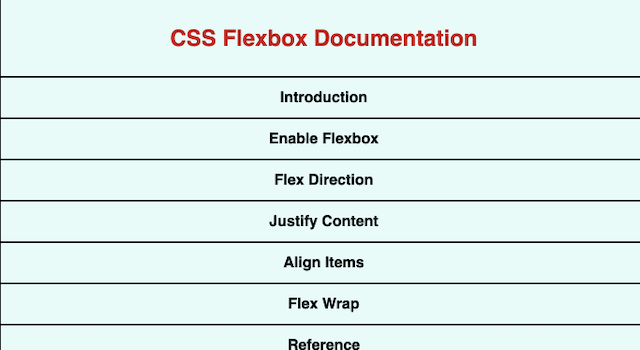 CSS Flexbox Documentation
Introduction
Enable Flexbox
Flex Direction
Justify Content
Align Items
Flex Wrap
Reference